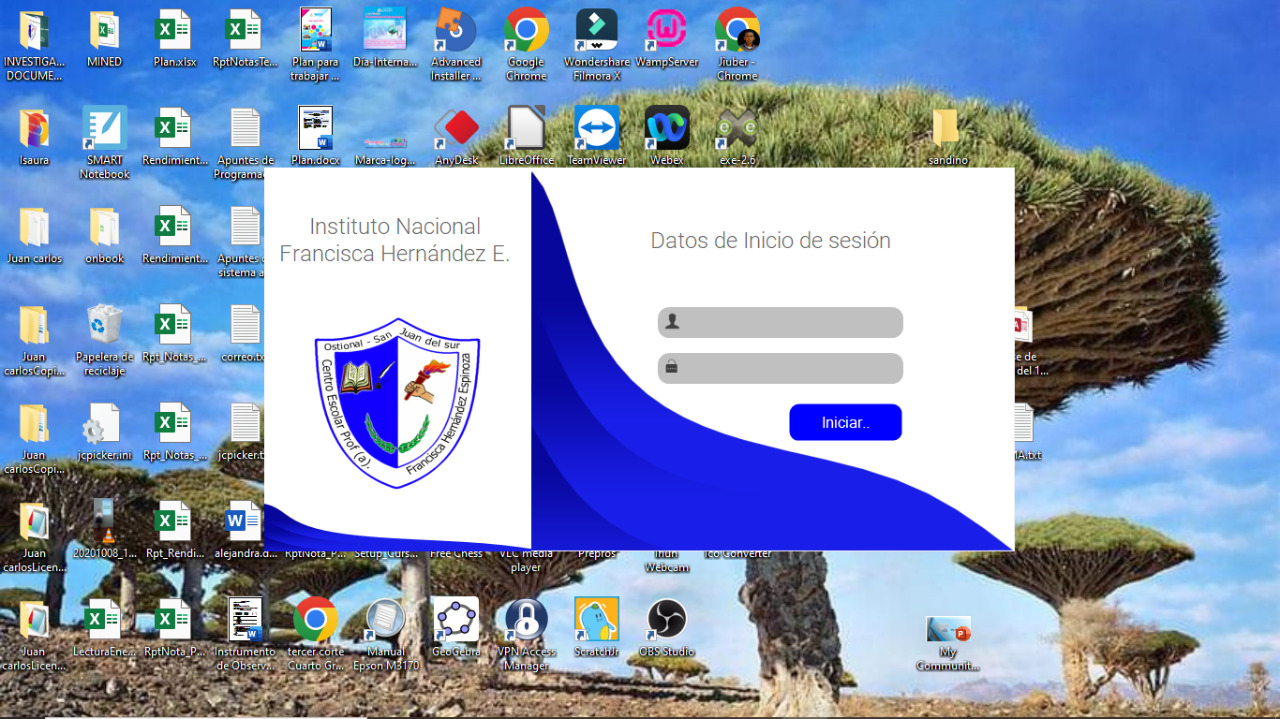 INVESTIGA...
DOCUME...
MINED
Plan.xlsx
RptNotasTe...
Plan para
trabajar ...
Dia-Interna...
Advanced
Installer ...
Google
Chrome
Wondershare
Filmora X
WampServer
Jiuber -
Chrome
Isaura
SMART
Notebook
Rendimient...
Apuntes de
Programac
Plan.docx
Marca-log...
AnyDesk
LibreOffice
TeamViewer
Webex
exe-2.6
sandino
Juan carlos
onbook
Rendimient...
Apuntes
sistema a
Juan
carlosCopi...
Papelera de
reciclaje
Rpt_Notas_...
correo.tx
te de
del 1...
Juan
carlosCopi...
jcpicker.ini
Rpt_Notas_...
jcpicker.t
MA.txt
Instituto Nacional
Francisca Hernández E.
Ostional - San Juan del sur
Centro Escolar Prof (a).
Francisca Hernández Espinoza
Datos de Inicio de sesión
Iniciar..
Juan
carlosLicen...
20201008_1...
Rpt_Rendi...
alejandra.d...
RptNota_P...
Setup_Curs...
Free Chess
VLC media
player
Prepros
Iriun
Webcam
Ico Converter
Juan
carlosLicen...
LecturaEne...
RptNota_P...
Instrumento
de Observ...
tercer corte
Cuarto Gr...
Manual
Epson M3170
GeoGebra
VPN Access
Manager
ScratchJr
OBS Studio
My
Communit...